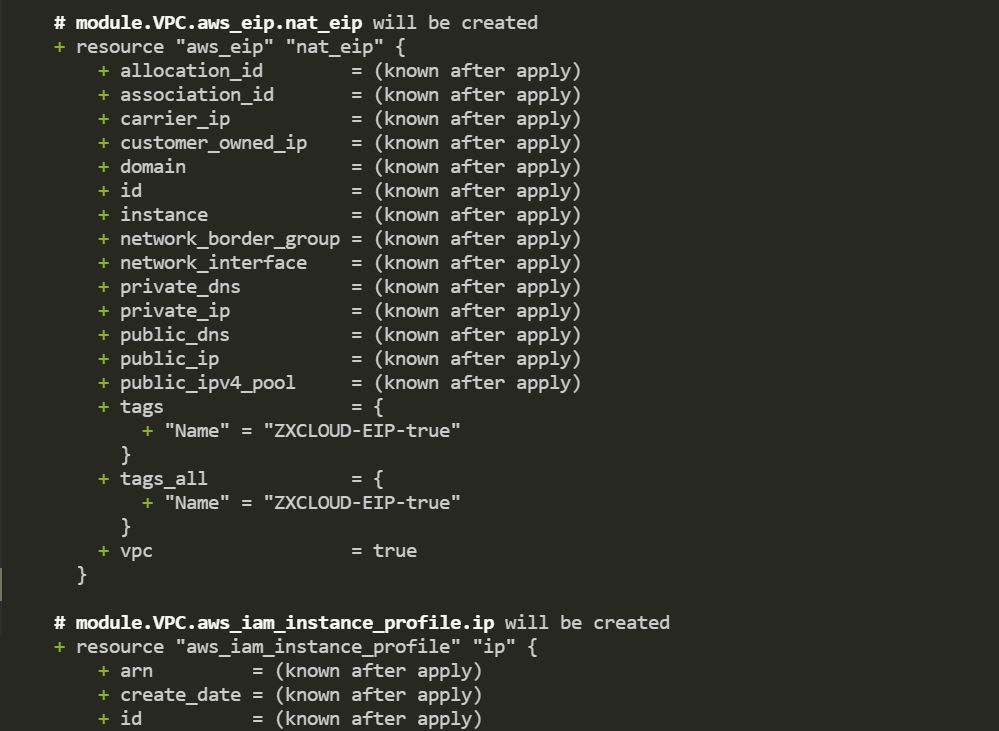 # module.VPC.aws_eip.nat_eip will be created
+ resource "aws_eip" "nat_eip" {
+ allocation_id = (known after apply)
+ association_id = (known after apply)
+ carrier_ip = (known after apply)
+ customer_owned_ip = (known after apply)
+ domain = (known after apply)
+ id = (known after apply)
+ instance = (known after apply)
+ network_border_group = (known after apply)
+ network_interface = (known after apply)
+ private_dns = (known after apply)
+ private_ip = (known after apply)
+ public_dns = (known after apply)
+ public_ip = (known after apply)
+ public_ipv4_pool = (known after apply)
+ tags = {
+ "Name" = "ZXCLOUD-EIP-true"
}
+ tags_all = {
+ "Name" = "ZXCLOUD-EIP-true"
}
+ vpc = true
}
# module.VPC.aws_iam_instance_profile.ip will be created
+ resource "aws_iam_instance_profile" "ip" {
+ arn = (known after apply)
+ create_date = (known after apply)
+ id = (known after apply)